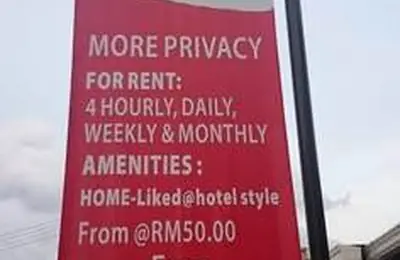 MORE PRIVACY
FOR RENT:
4 HOURLY, DAILY,
WEEKLY & MONTHLY
AMENITIES :
HOME-Liked@hotel style
From @RM50.00